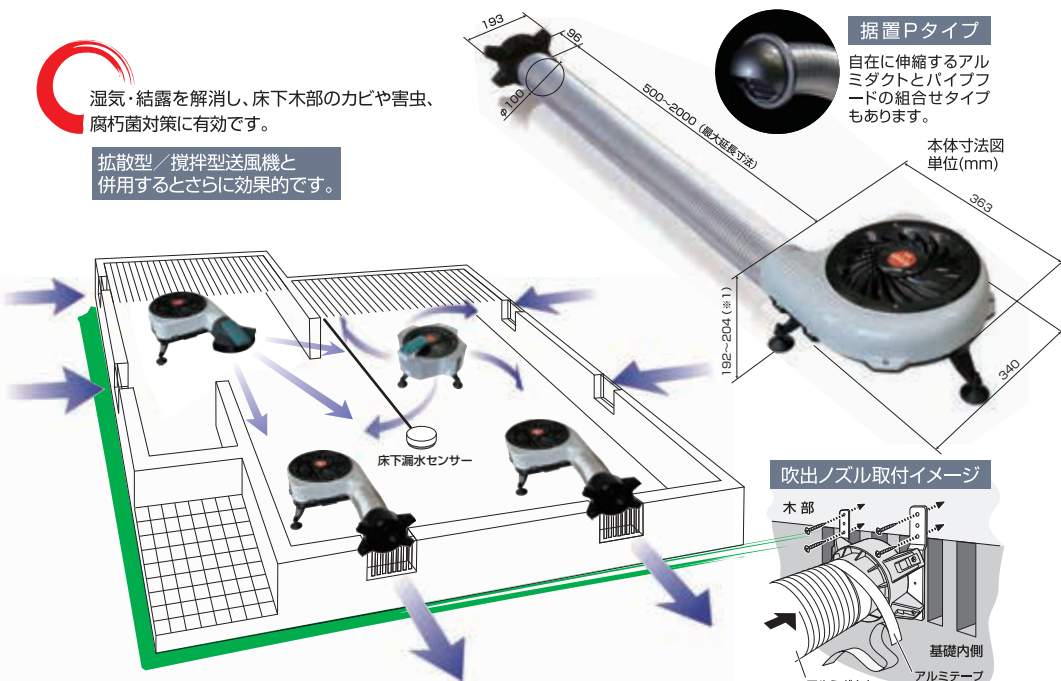 湿気・結露を解消し、床下木部のカビや害虫、
腐朽菌対策に有効です。
拡散型／撹拌型送風機と
併用するとさらに効果的です。
193
96
φ100
500〜2000（最大延長寸法）
据置Pタイプ
自在に伸縮するアル
ミダクトとパイプフ
ードの組合せタイプ
もあります。
本体寸法図
単位(mm)
363
192〜204（※1）
340
床下漏水センサー
吹出ノズル取付イメージ
木部
基礎内側
アルミテープ